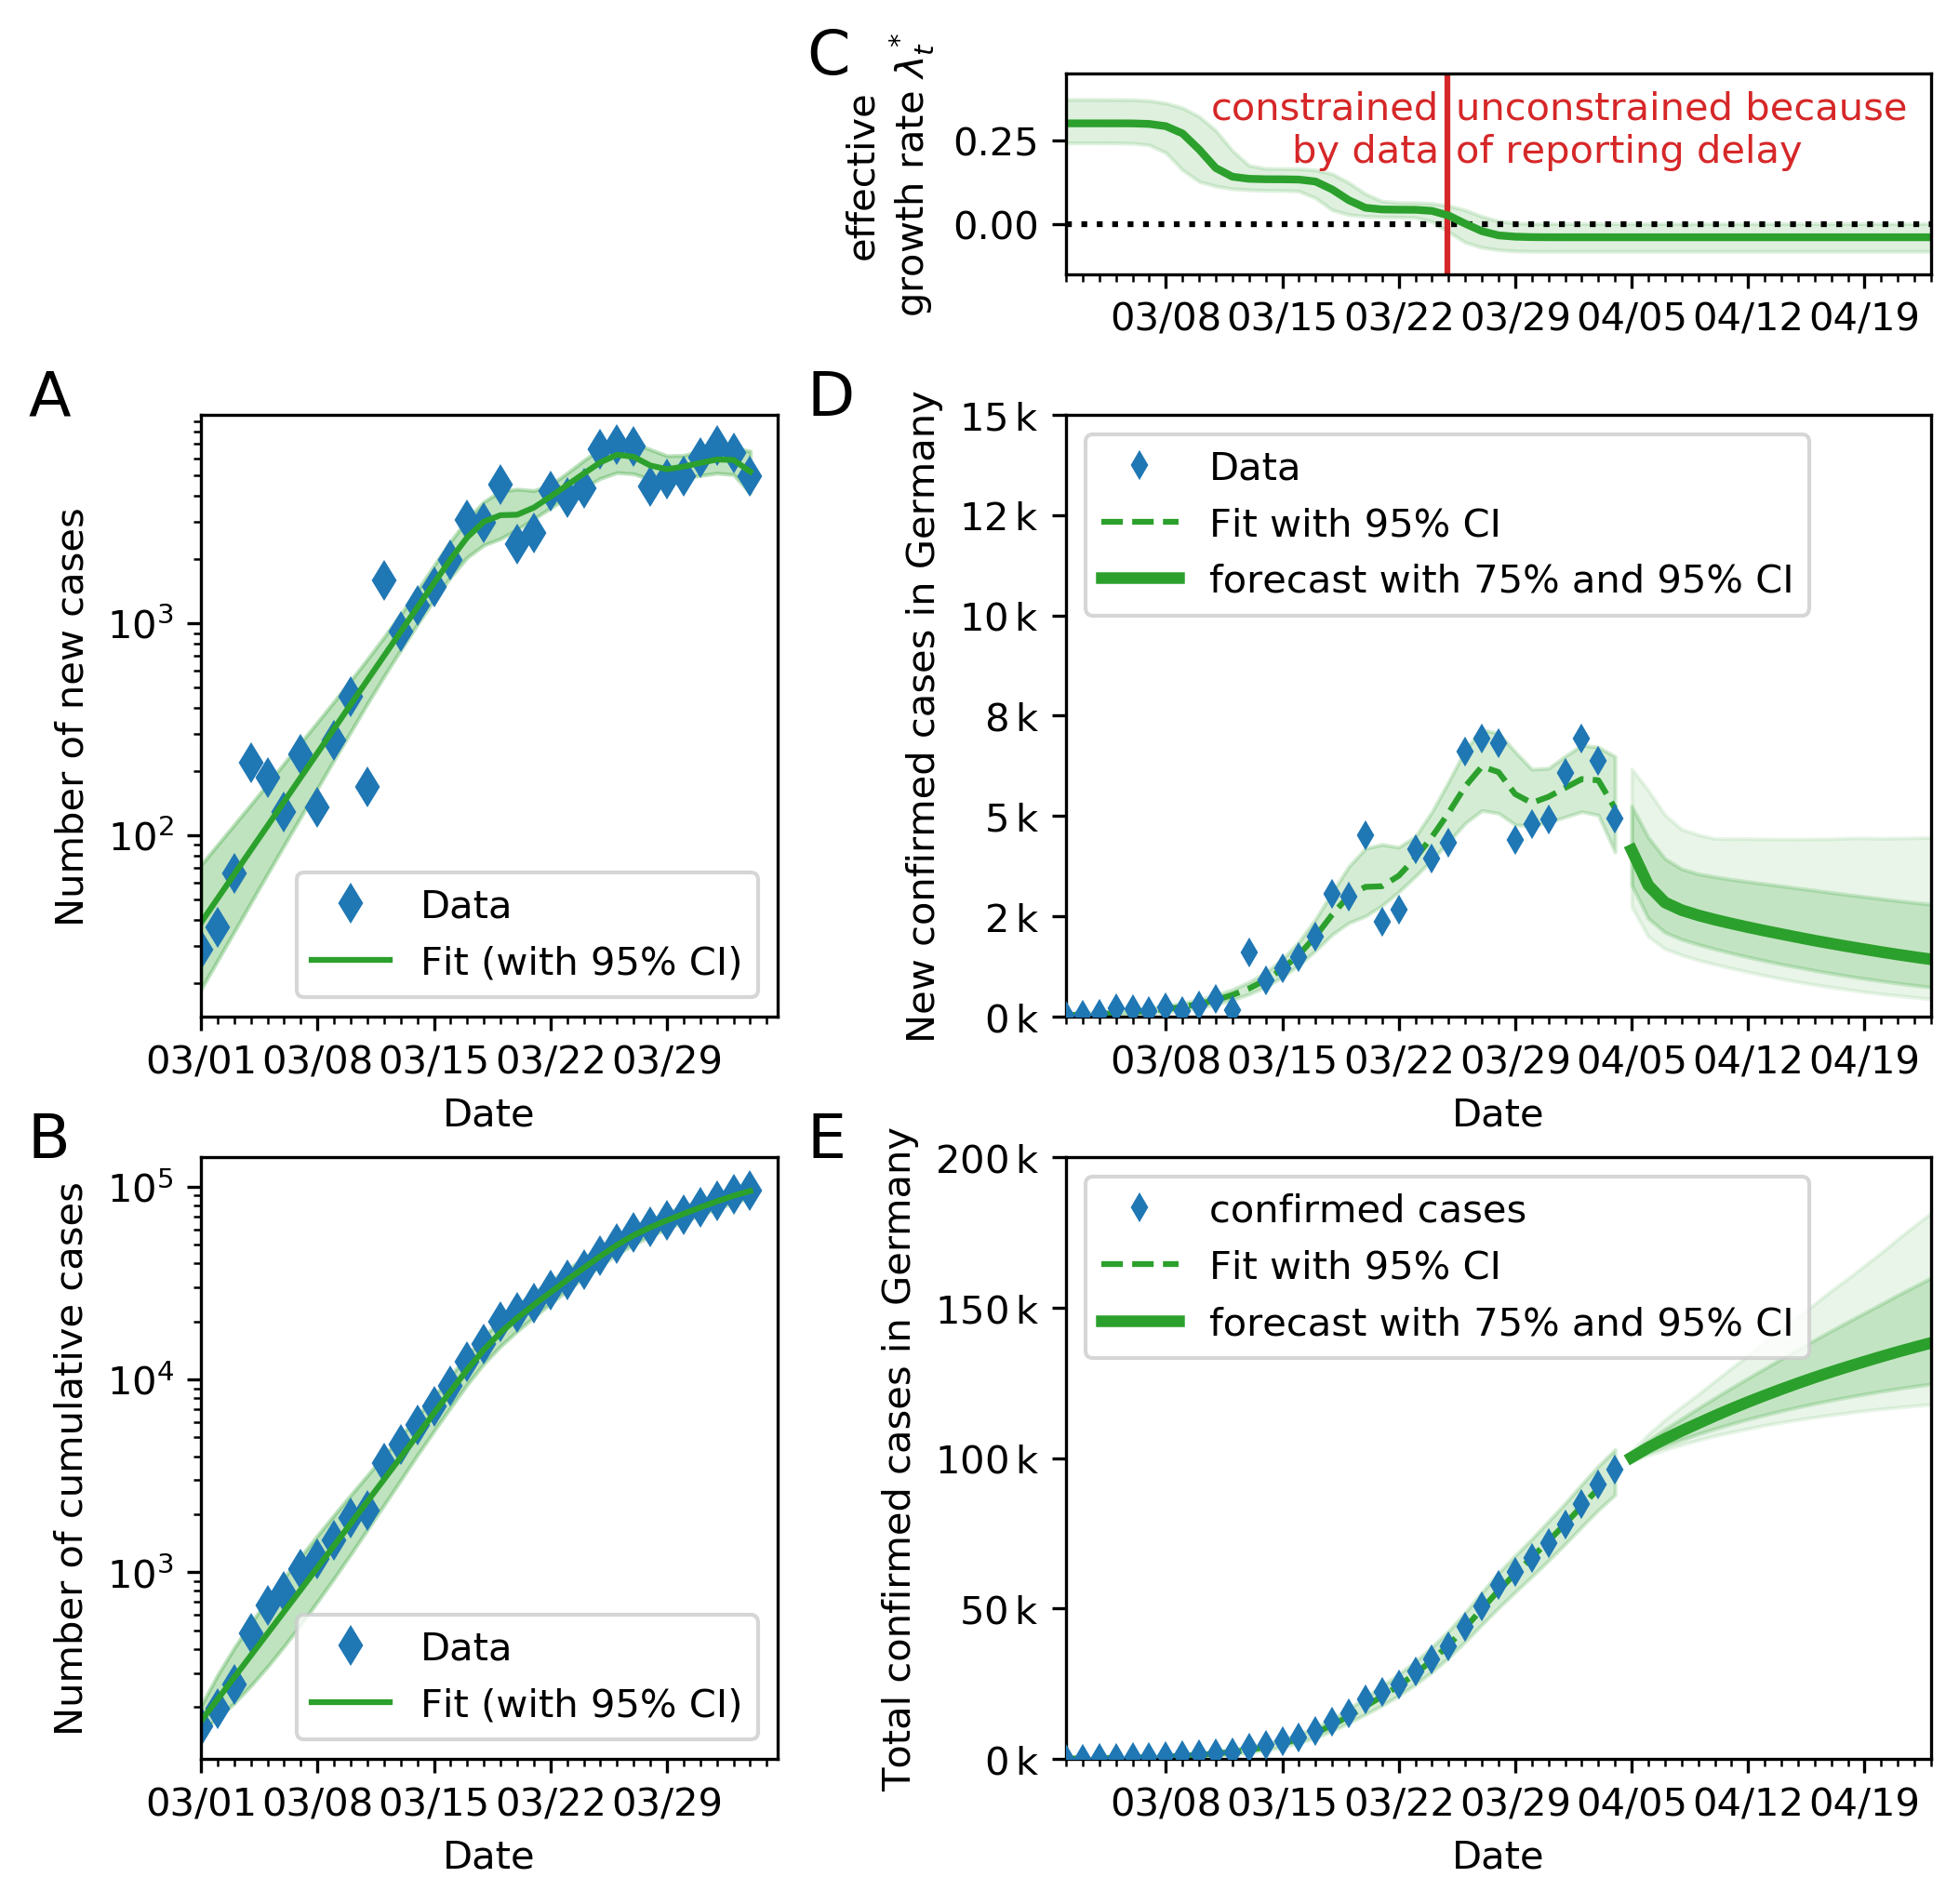 C
effective
growth rate λ*t
0.25
0.00
constrained
by data
unconstrained because
of reporting delay
03/08 03/15 03/22 03/29 04/05 04/12 04/19
A
Number of new cases
10³
10²
Data
Fit (with 95% CI)
03/01 03/08 03/15 03/22 03/29
Date
D
New confirmed cases in Germany
15 k
12 k
10 k
8 k
5 k
2 k
0 k
Data
Fit with 95% CI
forecast with 75% and 95% CI
03/08 03/15 03/22 03/29 04/05 04/12 04/19
Date
B
Number of cumulative cases
10⁵
10⁴
10³
Data
Fit (with 95% CI)
03/01 03/08 03/15 03/22 03/29
Date
E
Total confirmed cases in Germany
200 k
150 k
100 k
50 k
0 k
confirmed cases
Fit with 95% CI
forecast with 75% and 95% CI
03/08 03/15 03/22 03/29 04/05 04/12 04/19
Date